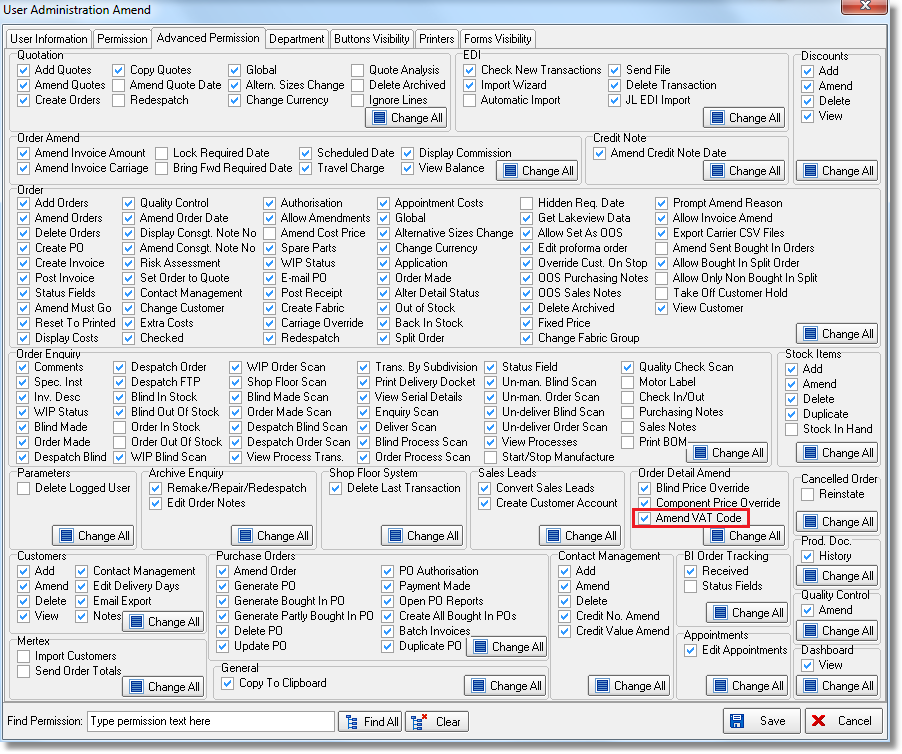 User Administration Amend
User Information Permission Advanced Permission Department Buttons Visibility Printers Forms Visibility
Quotation
Add Quotes Copy Quotes Global Quote Analysis
Amend Quotes Amend Quote Date Altern. Sizes Change Delete Archived
Create Orders Redespatch Change Currency Ignore Lines
Change All
EDI
Check New Transactions Send File
Import Wizard Delete Transaction
Automatic Import JL EDI Import
Change All
Discounts
Add
Amend
Delete
View
Change All
Order Amend
Amend Invoice Amount Lock Required Date Scheduled Date Display Commission
Amend Invoice Carriage Bring Fwd Required Date Travel Charge View Balance Change All
Credit Note
Amend Credit Note Date
Change All
Order
Add Orders Quality Control Authorisation Appointment Costs Hidden Req. Date Prompt Amend Reason
Amend Orders Amend Order Date Allow Amendments Global Get Lakeview Data Allow Invoice Amend
Delete Orders Display Consgt. Note No Amend Cost Price Alternative Sizes Change Allow Set As OOS Export Carrier CSV Files
Create PO Amend Consgt. Note No Spare Parts Change Currency Edit proforma order Amend Sent Bought In Orders
Create Invoice Risk Assessment WIP Status Application Override Cust. On Stop Allow Bought In Split Order
Post Invoice Set Order to Quote E-mail PO Order Made OOS Purchasing Notes Allow Only Non Bought In Split
Status Fields Contact Management Post Receipt Alter Detail Status OOS Sales Notes Take Off Customer Hold
Amend Must Go Change Customer Create Fabric Out of Stock Delete Archived View Customer
Reset To Printed Extra Costs Carriage Override Back In Stock Fixed Price
Display Costs Checked Redespatch Split Order Change Fabric Group
Change All
Order Enquiry
Comments Despatch Order WIP Order Scan Trans. By Subdivision Status Field Quality Check Scan
Spec. Inst Despatch FTP Shop Floor Scan Print Delivery Docket Un-man. Blind Scan Motor Label
Inv. Desc Blind In Stock Blind Made Scan View Serial Details Un-man. Order Scan Check In/Out
WIP Status Blind Out Of Stock Order Made Scan Enquiry Scan Un-deliver Blind Scan Purchasing Notes
Blind Made Order In Stock Despatch Blind Scan Deliver Scan Un-deliver Order Scan Sales Notes
Order Made Order Out Of Stock Despatch Order Scan Blind Process Scan View Processes Print BOM
Despatch Blind WIP Blind Scan View Process Trans. Order Process Scan Start/Stop Manufacture
Change All
Stock Items
Add
Amend
Delete
Duplicate
Stock In Hand
Change All
Parameters
Delete Logged User
Change All
Archive Enquiry
Remake/Repair/Redespatch
Edit Order Notes
Change All
Shop Floor System
Delete Last Transaction
Change All
Sales Leads
Convert Sales Leads
Create Customer Account
Change All
Order Detail Amend
Blind Price Override
Component Price Override
Amend VAT Code
Change All
Cancelled Order
Reinstate
Change All
Customers
Add Contact Management
Amend Edit Delivery Days
Delete Email Export
View Notes Change All
Purchase Orders
Amend Order PO Authorisation
Generate PO Payment Made
Generate Bought In PO Open PO Reports
Generate Partly Bought In PO Create All Bought In POs
Delete PO Batch Invoices
Update PO Duplicate PO Change All
Contact Management
Add
Amend
Delete
Credit No. Amend
Credit Value Amend
Change All
BI Order Tracking
Received
Status Fields
Change All
Prod. Doc.
History
Change All
Quality Control
Amend
Change All
Mertex
Import Customers
Send Order Totals
Change All
General
Copy To Clipboard
Change All
Appointments
Edit Appointments
Change All
Dashboard
View
Change All
Find Permission: Type permission text here Find All Clear Save Cancel